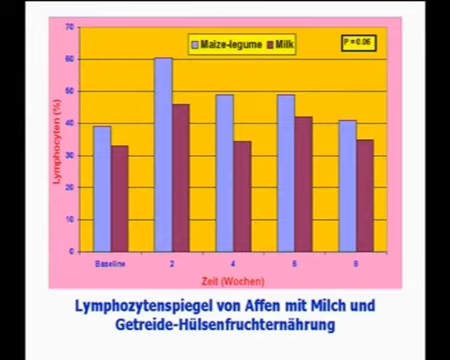 70
60
50
40
30
20
10
0
Maize-legume Milk
P = 0.06
Lymphocyten (%)
Baseline 2 4 6 8
Zeit (Wochen)
Lymphozytenspiegel von Affen mit Milch und
Getreide-Hülsenfruchternährung